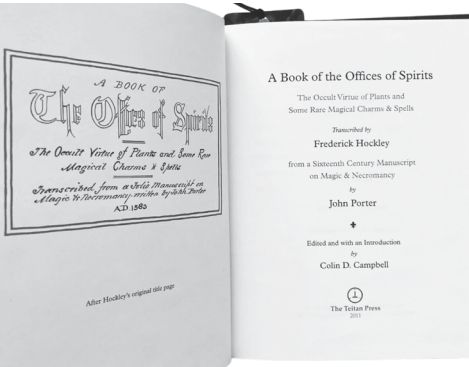 A BOOK OF
The Offices of Spirits
The Occult Virtue of Plants and Some Rare
Magical Charms & Spells
Transcribed from a Folio Manuscript on
Magic & Necromancy written by John Porter
A.D. 1583
After Hockley's original title page
A Book of the Offices of Spirits
The Occult Virtue of Plants and
Some Rare Magical Charms & Spells
Transcribed by
Frederick Hockley
from a Sixteenth Century Manuscript
on Magic & Necromancy
by
John Porter
Edited and with an Introduction
by
Colin D. Campbell
The Teitan Press
2011